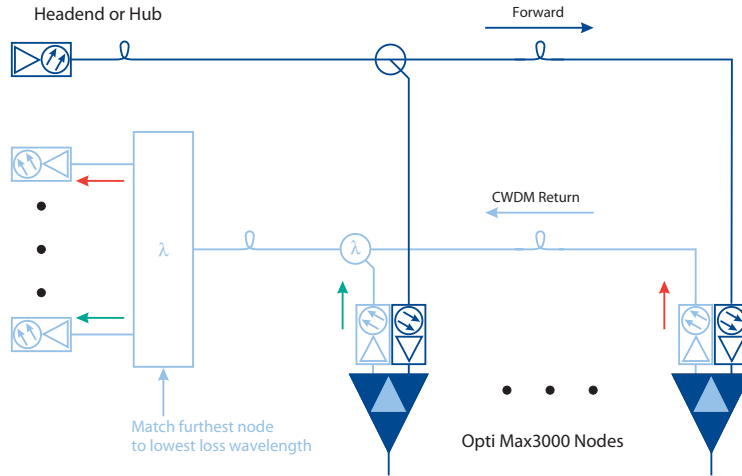 Headend or Hub
Forward
CWDM Return
λ
λ
Match furthest node
to lowest loss wavelength
Opti Max3000 Nodes